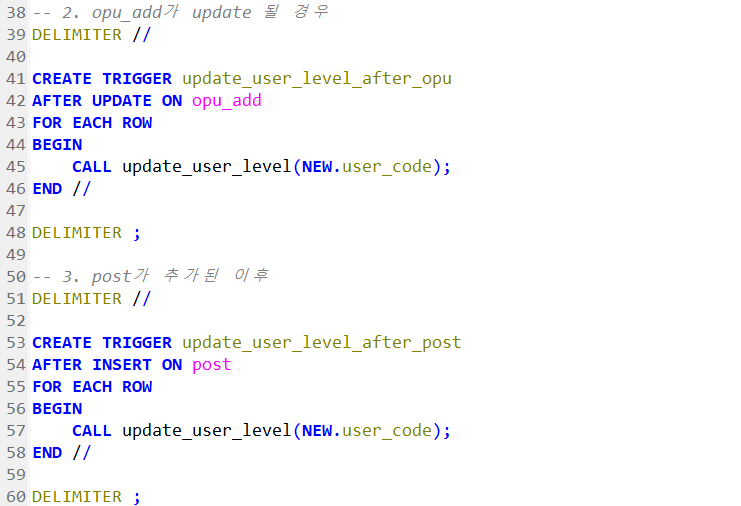 38 -- 2. opu_add가 update 될 경우
39 DELIMITER //
40
41 CREATE TRIGGER update_user_level_after_opu
42 AFTER UPDATE ON opu_add
43 FOR EACH ROW
44 BEGIN
45     CALL update_user_level(NEW.user_code);
46 END //
47
48 DELIMITER ;
49
50 -- 3. post가 추가된 이후
51 DELIMITER //
52
53 CREATE TRIGGER update_user_level_after_post
54 AFTER INSERT ON post
55 FOR EACH ROW
56 BEGIN
57     CALL update_user_level(NEW.user_code);
58 END //
59
60 DELIMITER ;